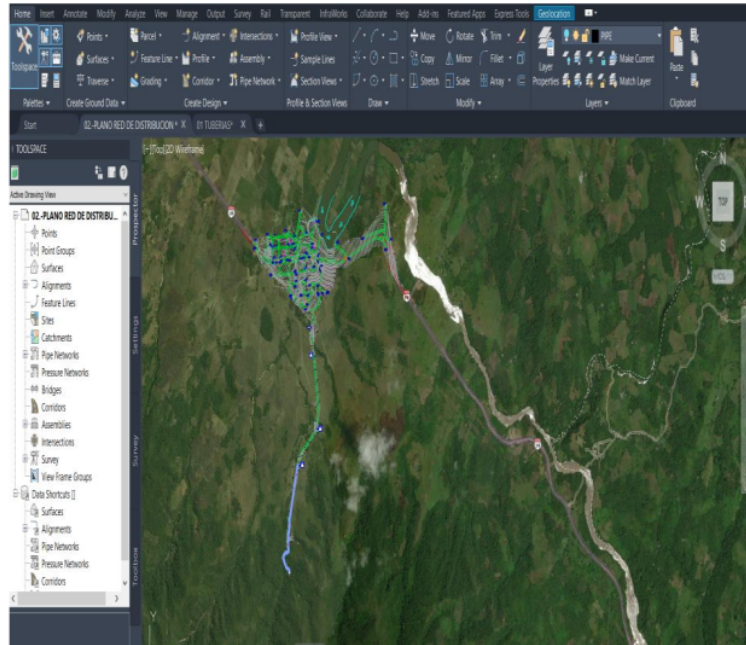 Home Insert Annotate Modify Analyze View Manage Output Survey Rail Transparent InfraWorks Collaborate Help Add-ins Featured Apps Express Tools Geolocation
Points Parcel Alignment Intersections Profile View Move Rotate Trim PIPE
Toolspace Surfaces Feature Line Profile Assembly Sample Lines Copy Mirror Fillet Layer Properties Make Current Paste
Traverse Grading Corridor Pipe Network Section Views Stretch Scale Array Match Layer
Palettes Create Ground Data Create Design Profile & Section Views Draw Modify Layers Clipboard
Start 02.-PLANO RED DE DISTRIBUCION* 01 TUBERIAS*
TOOLSPACE
[-][Top][2D Wireframe]
Active Drawing View
02.-PLANO RED DE DISTRIBU...
Points
Point Groups
Surfaces
Alignments
Feature Lines
Sites
Catchments
Pipe Networks
Pressure Networks
Bridges
Corridors
Assemblies
Intersections
Survey
View Frame Groups
Data Shortcuts []
Surfaces
Alignments
Pipe Networks
Pressure Networks
Corridors
Prospector
Settings
Survey
Toolbox
N
W TOP E
S
Y